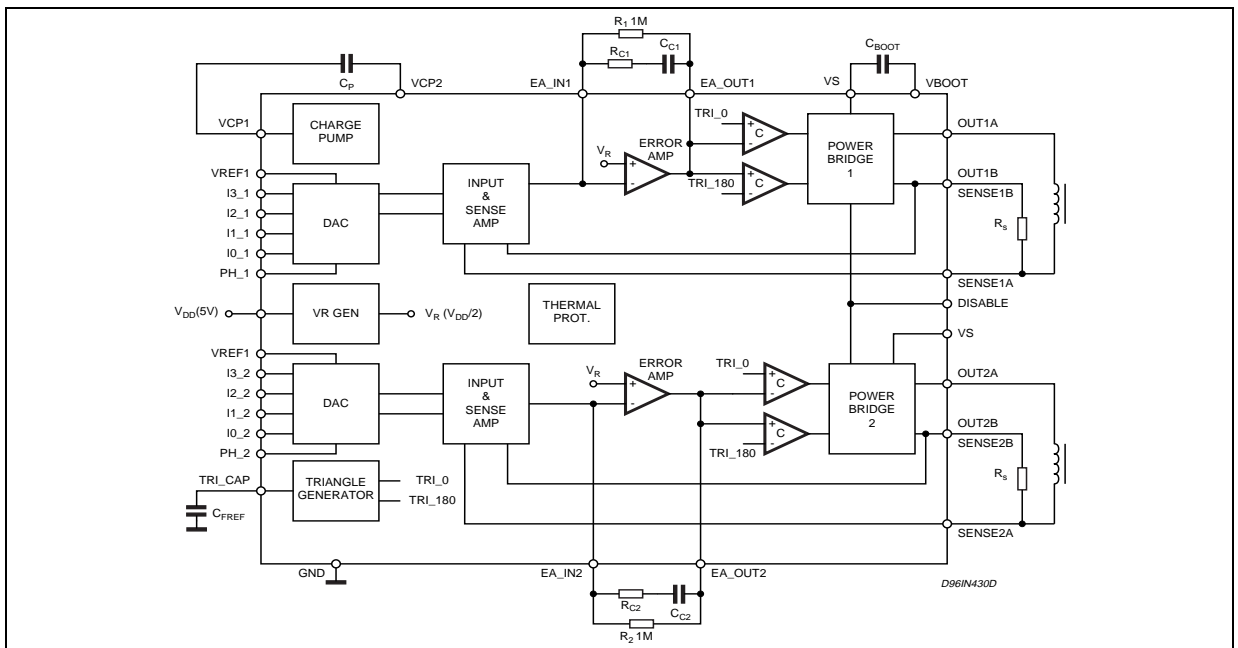 R1 1M
RC1
CC1
CBOOT
CP
VCP2
EA_IN1
EA_OUT1
VS
VBOOT
VCP1
CHARGE
PUMP
TRI_0
+
-
C
OUT1A
VREF1
I3_1
I2_1
I1_1
I0_1
PH_1
DAC
INPUT
&
SENSE
AMP
VR
+
-
ERROR
AMP
TRI_180
+
-
C
POWER
BRIDGE
1
OUT1B
SENSE1B
Rs
SENSE1A
VDD(5V)
VR GEN
VR (VDD/2)
THERMAL
PROT.
DISABLE
VS
VREF1
I3_2
I2_2
I1_2
I0_2
PH_2
DAC
INPUT
&
SENSE
AMP
VR
+
-
ERROR
AMP
TRI_0
+
-
C
TRI_180
+
-
C
POWER
BRIDGE
2
OUT2A
OUT2B
SENSE2B
Rs
SENSE2A
TRI_CAP
TRIANGLE
GENERATOR
TRI_0
TRI_180
CFREF
GND
EA_IN2
EA_OUT2
RC2
CC2
R2 1M
D96IN430D